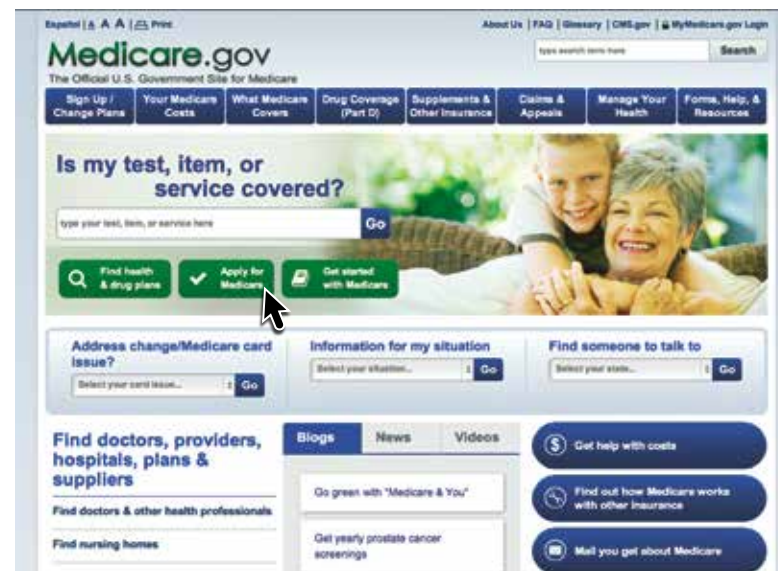 Español | A A A | Print
About Us | FAQ | Glossary | CMS.gov | MyMedicare.gov Login
Medicare.gov
type search term here
Search
The Official U.S. Government Site for Medicare
Sign Up / Change Plans
Your Medicare Costs
What Medicare Covers
Drug Coverage (Part D)
Supplements & Other Insurance
Claims & Appeals
Manage Your Health
Forms, Help, & Resources
Is my test, item, or
service covered?
type your test, item, or service here
Go
Find health
& drug plans
Apply for
Medicare
Get started
with Medicare
Address change/Medicare card
issue?
Select your card issue...
Go
Information for my situation
Select your situation...
Go
Find someone to talk to
Select your state...
Go
Find doctors, providers,
hospitals, plans &
suppliers
Find doctors & other health professionals
Find nursing homes
Blogs
News
Videos
Go green with "Medicare & You"
Get yearly prostate cancer
screenings
$
Get help with costs
Find out how Medicare works
with other insurance
Mail you get about Medicare